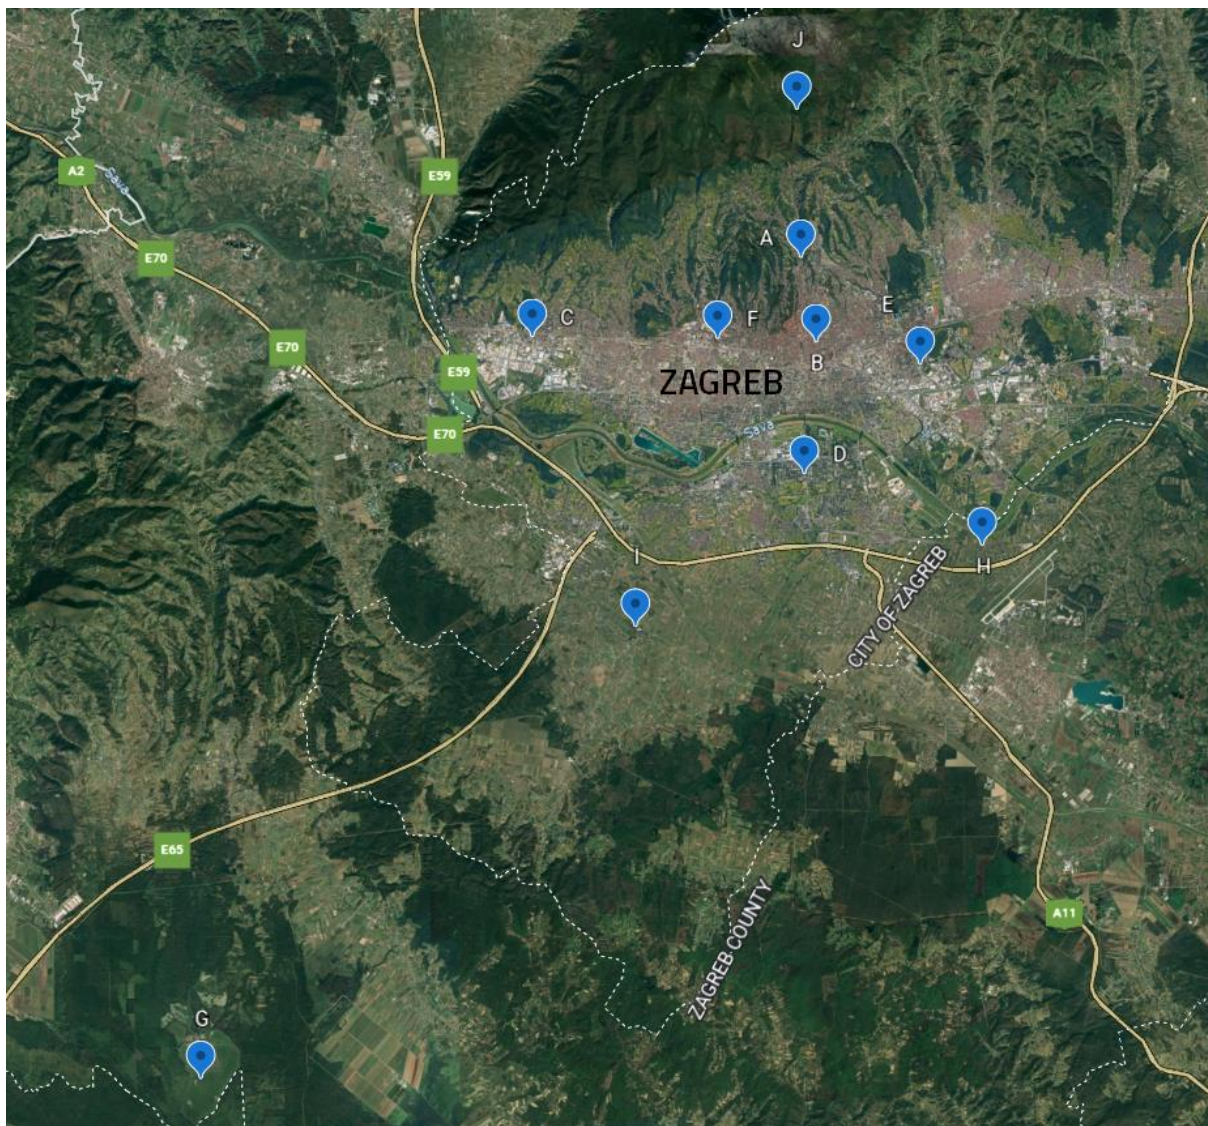 J
A2
Sava
E59
A
E70
C
F
E
B
E70
E59
ZAGREB
E70
Sava
D
I
H
CITY OF ZAGREB
E65
ZAGREB COUNTY
A11
G